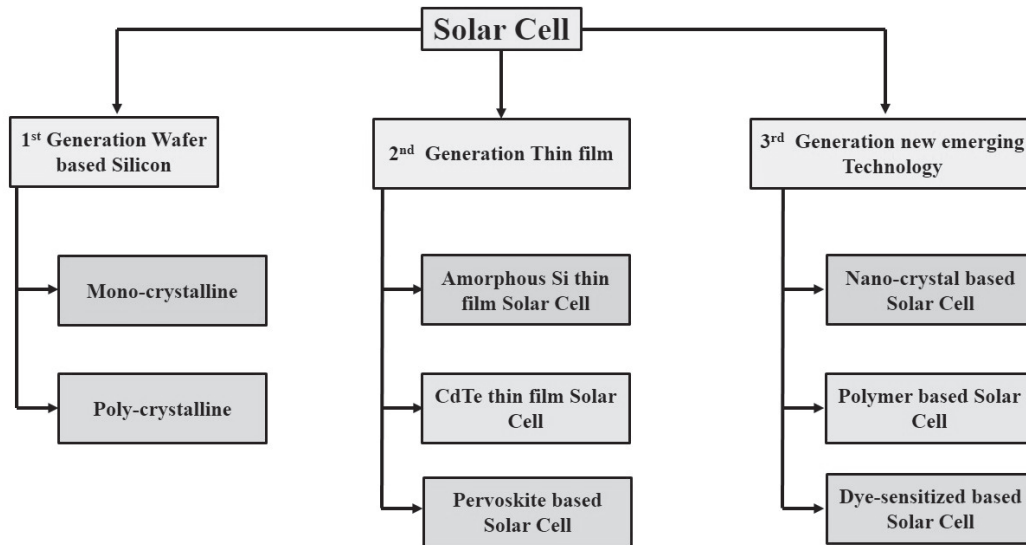 Solar Cell
1st Generation Wafer
based Silicon
2nd Generation Thin film
3rd Generation new emerging
Technology
Mono-crystalline
Poly-crystalline
Amorphous Si thin
film Solar Cell
CdTe thin film Solar
Cell
Pervoskite based
Solar Cell
Nano-crystal based
Solar Cell
Polymer based Solar
Cell
Dye-sensitized based
Solar Cell